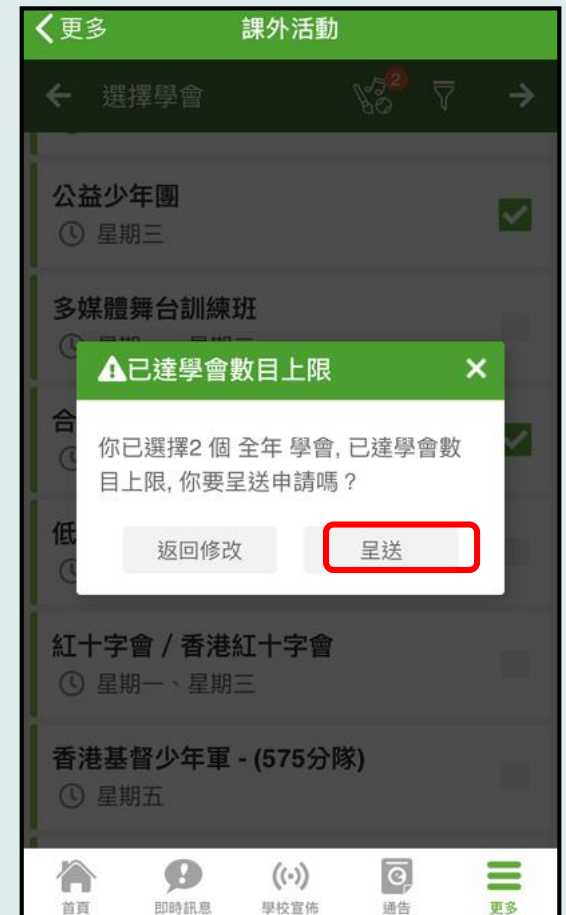 更多
課外活動
選擇學會
2
公益少年團
星期三
多媒體舞台訓練班
已達學會數目上限
合
你已選擇2 個 全年 學會, 已達學會數
目上限, 你要呈送申請嗎？
低
返回修改
呈送
紅十字會 / 香港紅十字會
星期一、星期三
香港基督少年軍 - (575分隊)
星期五
首頁
即時訊息
學校宣佈
通告
更多